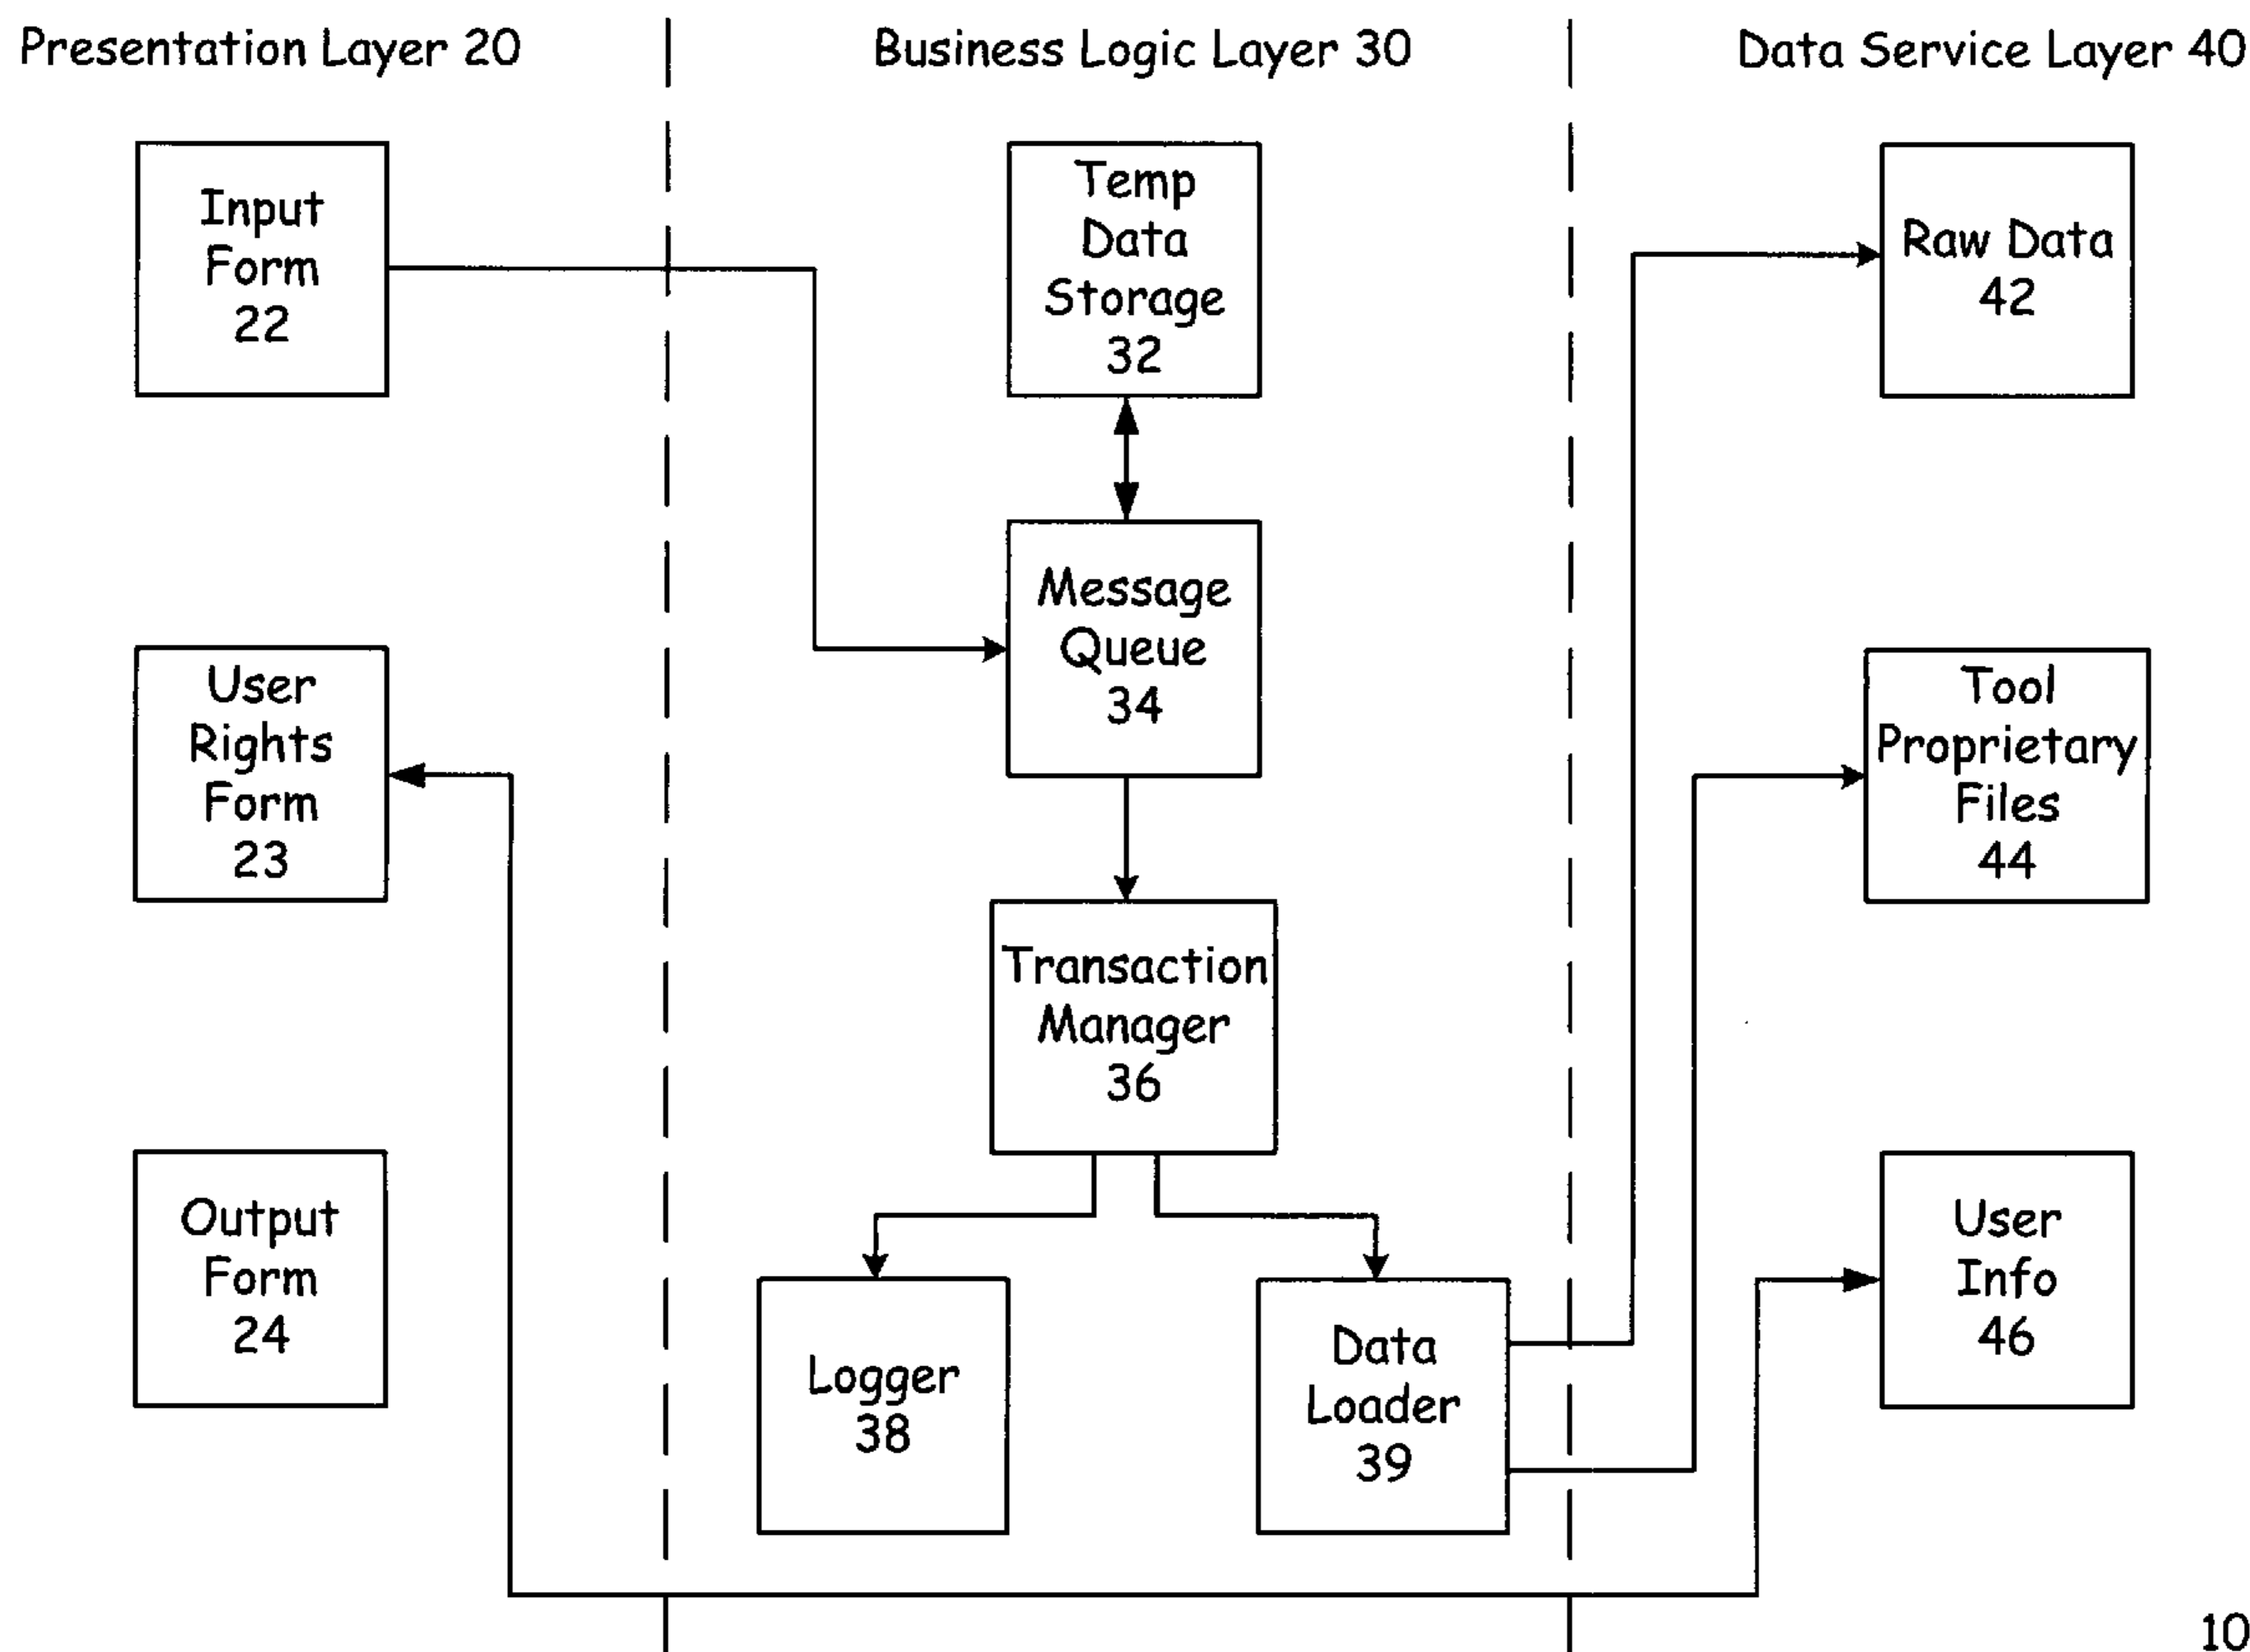 Presentation Layer 20
Business Logic Layer 30
Data Service Layer 40
Input
Form
22
Temp
Data
Storage
32
Raw Data
42
Message
Queue
34
User
Rights
Form
23
Tool
Proprietary
Files
44
Transaction
Manager
36
Output
Form
24
User
Info
46
Logger
38
Data
Loader
39
10